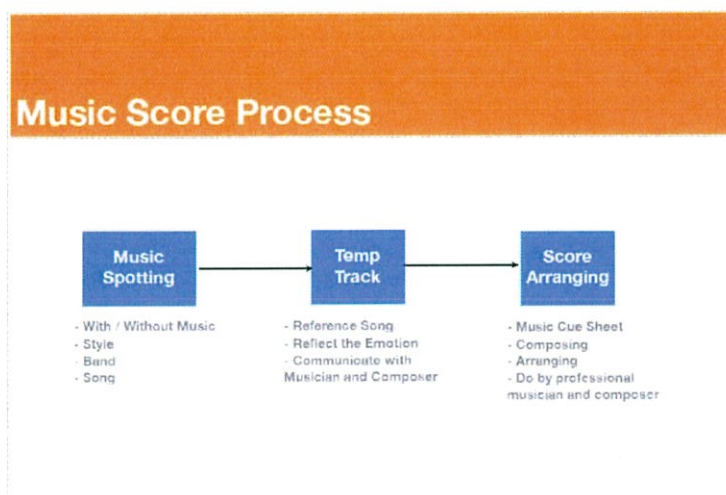 Music Score Process
Music
Spotting
- With / Without Music
- Style
- Band
- Song
Temp
Track
- Reference Song
- Reflect the Emotion
- Communicate with
Musician and Composer
Score
Arranging
- Music Cue Sheet
- Composing
- Arranging
- Do by professional
musician and composer